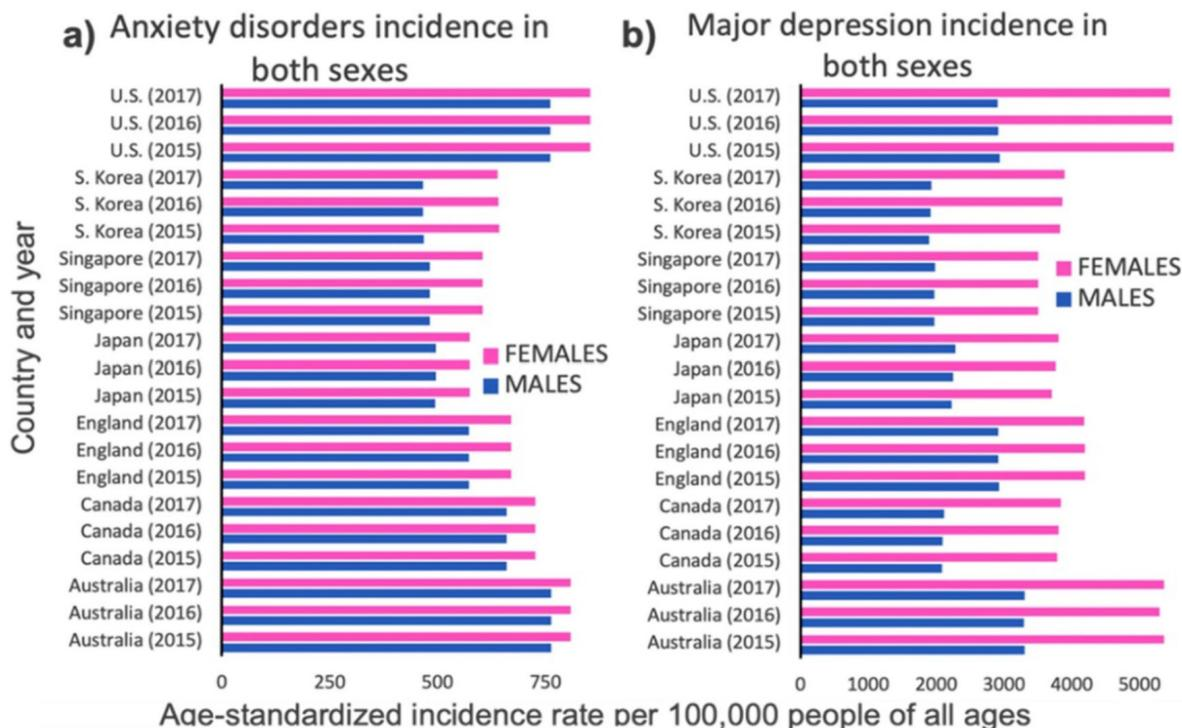 a) Anxiety disorders incidence in
both sexes
U.S. (2017)
U.S. (2016)
U.S. (2015)
S. Korea (2017)
S. Korea (2016)
S. Korea (2015)
Singapore (2017)
Singapore (2016)
Singapore (2015)
Japan (2017)
Japan (2016)
Japan (2015)
England (2017)
England (2016)
England (2015)
Canada (2017)
Canada (2016)
Canada (2015)
Australia (2017)
Australia (2016)
Australia (2015)
FEMALES
MALES
0 250 500 750
b) Major depression incidence in
both sexes
U.S. (2017)
U.S. (2016)
U.S. (2015)
S. Korea (2017)
S. Korea (2016)
S. Korea (2015)
Singapore (2017)
Singapore (2016)
Singapore (2015)
Japan (2017)
Japan (2016)
Japan (2015)
England (2017)
England (2016)
England (2015)
Canada (2017)
Canada (2016)
Canada (2015)
Australia (2017)
Australia (2016)
Australia (2015)
FEMALES
MALES
0 1000 2000 3000 4000 5000
Country and year
Age-standardized incidence rate per 100,000 people of all ages